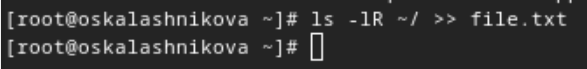 [root@oskalashnikova ~]# ls -lR ~/ >> file.txt
[root@oskalashnikova ~]#